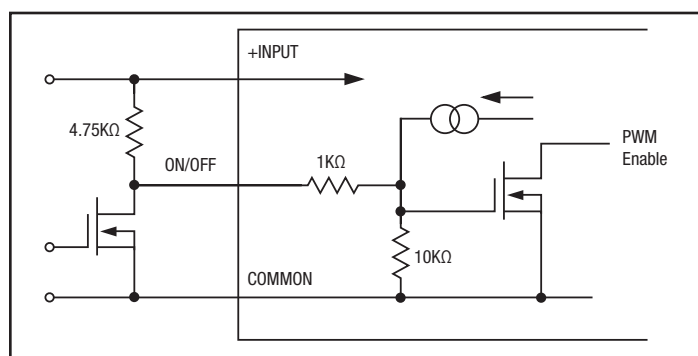 +INPUT
4.75KΩ
ON/OFF
1KΩ
PWM
Enable
10KΩ
COMMON